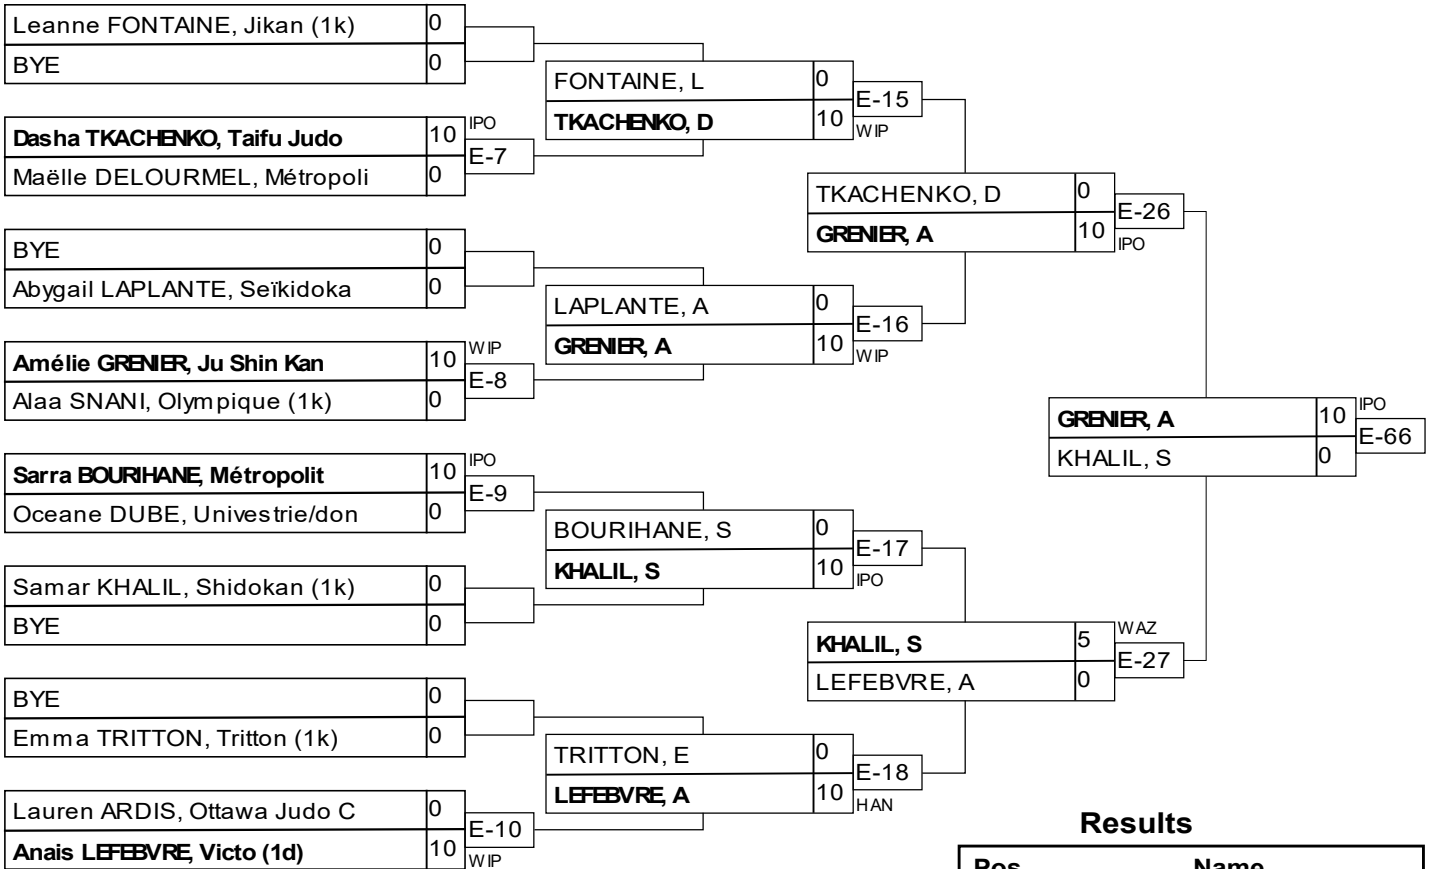 Leanne FONTAINE, Jikan (1k) 0
BYE 0
FONTAINE, L 0
E-15
TKACHENKO, D 10 WIP
Dasha TKACHENKO, Taifu Judo 10 IPO
E-7
Maëlle DELOURMEL, Métropoli 0
TKACHENKO, D 0
E-26
GRENIER, A 10 IPO
BYE 0
Abygail LAPLANTE, Seïkidoka 0
LAPLANTE, A 0
E-16
GRENIER, A 10 WIP
Amélie GRENIER, Ju Shin Kan 10 WIP
E-8
Alaa SNANI, Olympique (1k) 0
GRENIER, A 10 IPO
E-66
KHALIL, S 0
Sarra BOURIHANE, Métropolit 10 IPO
E-9
Oceane DUBE, Univestrie/don 0
BOURIHANE, S 0
E-17
KHALIL, S 10 IPO
Samar KHALIL, Shidokan (1k) 0
BYE 0
KHALIL, S 5 WAZ
E-27
LEFEBVRE, A 0
BYE 0
Emma TRITTON, Tritton (1k) 0
TRITTON, E 0
E-18
LEFEBVRE, A 10 HAN
Lauren ARDIS, Ottawa Judo C 0
E-10
Anais LEFEBVRE, Victo (1d) 10 WIP
Results
Pos Name